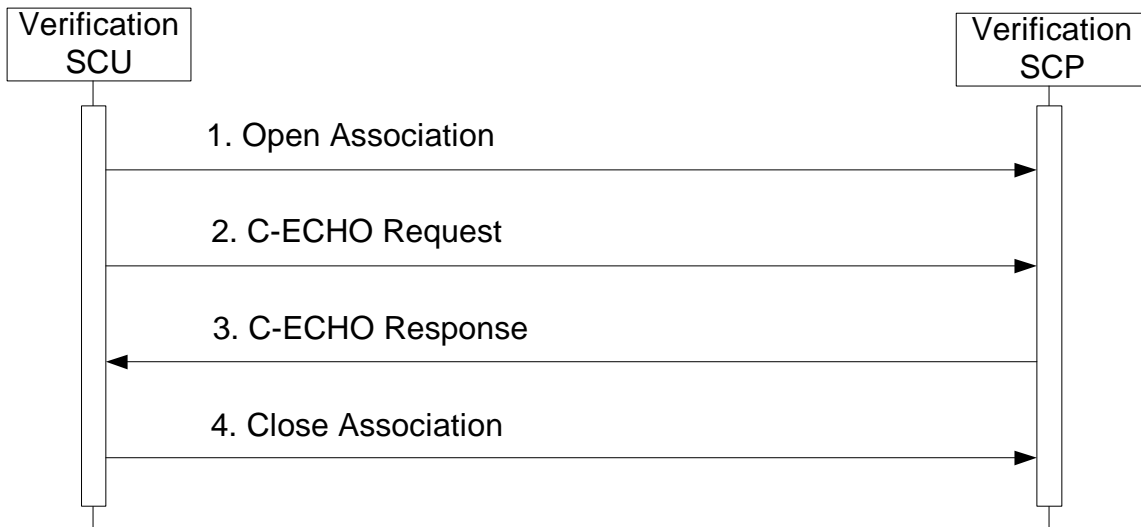 Verification
SCU
Verification
SCP
1. Open Association
2. C-ECHO Request
3. C-ECHO Response
4. Close Association